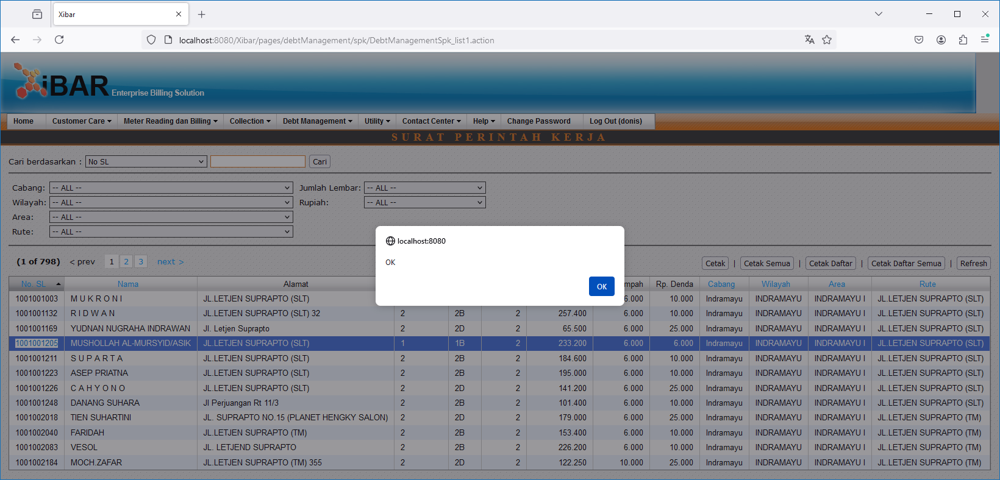 Xibar
localhost:8080/Xibar/pages/debtManagement/spk/DebtManagementSpk_list1.action
iBAR Enterprise Billing Solution
Home Customer Care Meter Reading dan Billing Collection Debt Management Utility Contact Center Help Change Password Log Out (donis)
SURAT PERINTAH KERJA
Cari berdasarkan : No SL Cari
Cabang: -- ALL -- Jumlah Lembar: -- ALL --
Wilayah: -- ALL -- Rupiah: -- ALL --
Area: -- ALL --
Rute: -- ALL --
localhost:8080
OK
OK
(1 of 798) < prev 1 2 3 next > Cetak | Cetak Semua | Cetak Daftar | Cetak Daftar Semua | Refresh
No. SL Nama Alamat mpah Rp. Denda Cabang Wilayah Area Rute
1001001003 M U K R O N I JL.LETJEN SUPRAPTO (SLT) 6.000 10.000 Indramayu INDRAMAYU INDRAMAYU I JL.LETJEN SUPRAPTO (SLT)
1001001132 R I D W A N JL.LETJEN SUPRAPTO (SLT) 32 2 2B 2 257.400 6.000 10.000 Indramayu INDRAMAYU INDRAMAYU I JL.LETJEN SUPRAPTO (SLT)
1001001169 YUDNAN NUGRAHA INDRAWAN Jl. Letjen Suprapto 2 2D 2 65.500 6.000 25.000 Indramayu INDRAMAYU INDRAMAYU I JL.LETJEN SUPRAPTO (SLT)
1001001205 MUSHOLLAH AL-MURSYID/ASIK JL.LETJEN SUPRAPTO (SLT) 1 1B 2 233.200 6.000 6.000 Indramayu INDRAMAYU INDRAMAYU I JL.LETJEN SUPRAPTO (SLT)
1001001211 S U P A R T A JL.LETJEN SUPRAPTO (SLT) 2 2B 2 184.600 6.000 10.000 Indramayu INDRAMAYU INDRAMAYU I JL.LETJEN SUPRAPTO (SLT)
1001001223 ASEP PRIATNA JL.LETJEN SUPRAPTO (SLT) 2 2B 2 195.000 6.000 10.000 Indramayu INDRAMAYU INDRAMAYU I JL.LETJEN SUPRAPTO (SLT)
1001001226 C A H Y O N O JL.LETJEN SUPRAPTO (SLT) 2 2D 2 141.200 6.000 25.000 Indramayu INDRAMAYU INDRAMAYU I JL.LETJEN SUPRAPTO (SLT)
1001001248 DANANG SUHARA Jl Perjuangan Rt 11/3 2 2B 2 101.400 6.000 10.000 Indramayu INDRAMAYU INDRAMAYU I JL.LETJEN SUPRAPTO (SLT)
1001002018 TIEN SUHARTINI JL. SUPRAPTO NO.15 (PLANET HENGKY SALON) 2 2D 2 179.000 6.000 25.000 Indramayu INDRAMAYU INDRAMAYU I JL.LETJEN SUPRAPTO (TM)
1001002040 FARIDAH JL.LETJEN SUPRAPTO (TM) 2 2B 2 153.400 6.000 10.000 Indramayu INDRAMAYU INDRAMAYU I JL.LETJEN SUPRAPTO (TM)
1001002083 VESOL JL. LETJEND SUPRAPTO 2 2B 2 226.200 6.000 10.000 Indramayu INDRAMAYU INDRAMAYU I JL.LETJEN SUPRAPTO (TM)
1001002184 MOCH.ZAFAR JL.LETJEN SUPRAPTO (TM) 355 2 2D 2 122.250 10.000 25.000 Indramayu INDRAMAYU INDRAMAYU I JL.LETJEN SUPRAPTO (TM)